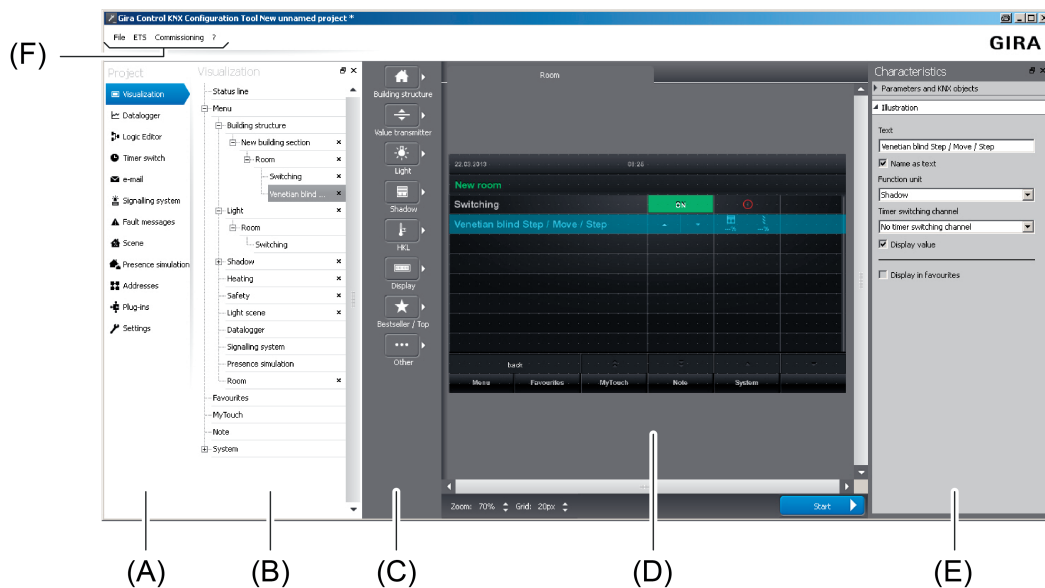 Gira Control KNX Configuration Tool New unnamed project *
File ETS Commissioning ?
GIRA
(F)
Project
Visualization
Datalogger
Logic Editor
Timer switch
e-mail
Signalling system
Fault messages
Scene
Presence simulation
Addresses
Plug-ins
Settings
Visualization
Status line
Menu
Building structure
New building section
Room
Switching
Venetian blind ...
Light
Room
Switching
Shadow
Heating
Safety
Light scene
Datalogger
Signalling system
Presence simulation
Room
Favourites
MyTouch
Note
System
Building structure
Value transmitter
Light
Shadow
HKL
Display
Bestseller / Top
Other
Room
22.03.2013 03:26
New room
Switching ON
Venetian blind Step / Move / Step --% --%
back
Menu Favourites MyTouch Note System
Zoom: 70% Grid: 20px Start
Characteristics
Parameters and KNX objects
Illustration
Text
Venetian blind Step / Move / Step
Name as text
Function unit
Shadow
Timer switching channel
No timer switching channel
Display value
Display in favourites
(A) (B) (C) (D) (E)